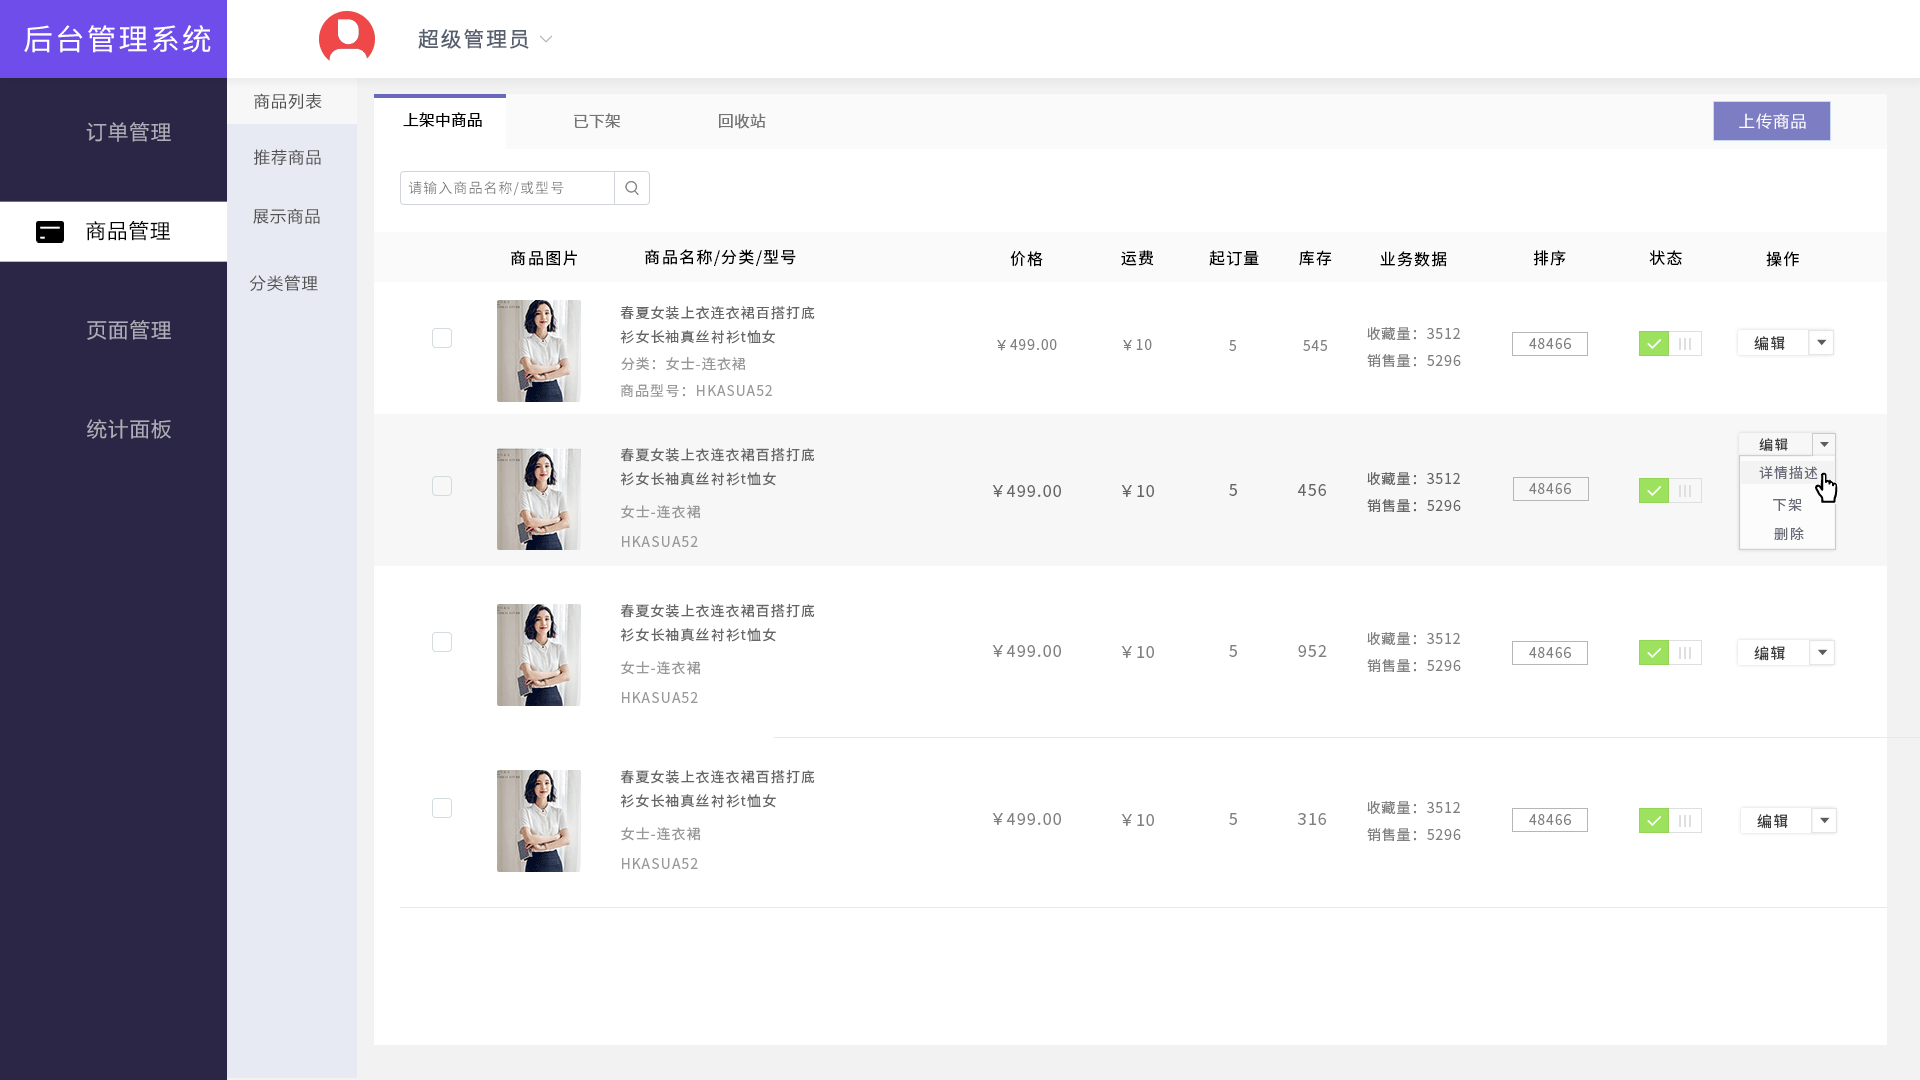 后台管理系统
超级管理员
订单管理
商品管理
页面管理
统计面板
商品列表
推荐商品
展示商品
分类管理
上架中商品
已下架
回收站
上传商品
请输入商品名称/或型号
商品图片
商品名称/分类/型号
价格
运费
起订量
库存
业务数据
排序
状态
操作
春夏女装上衣连衣裙百搭打底
衫女长袖真丝衬衫t恤女
分类：女士-连衣裙
商品型号：HKASUA52
¥499.00
¥10
5
545
收藏量：3512
销售量：5296
48466
编辑
春夏女装上衣连衣裙百搭打底
衫女长袖真丝衬衫t恤女
女士-连衣裙
HKASUA52
¥499.00
¥10
5
456
收藏量：3512
销售量：5296
48466
编辑
详情描述
下架
删除
春夏女装上衣连衣裙百搭打底
衫女长袖真丝衬衫t恤女
女士-连衣裙
HKASUA52
¥499.00
¥10
5
952
收藏量：3512
销售量：5296
48466
编辑
春夏女装上衣连衣裙百搭打底
衫女长袖真丝衬衫t恤女
女士-连衣裙
HKASUA52
¥499.00
¥10
5
316
收藏量：3512
销售量：5296
48466
编辑